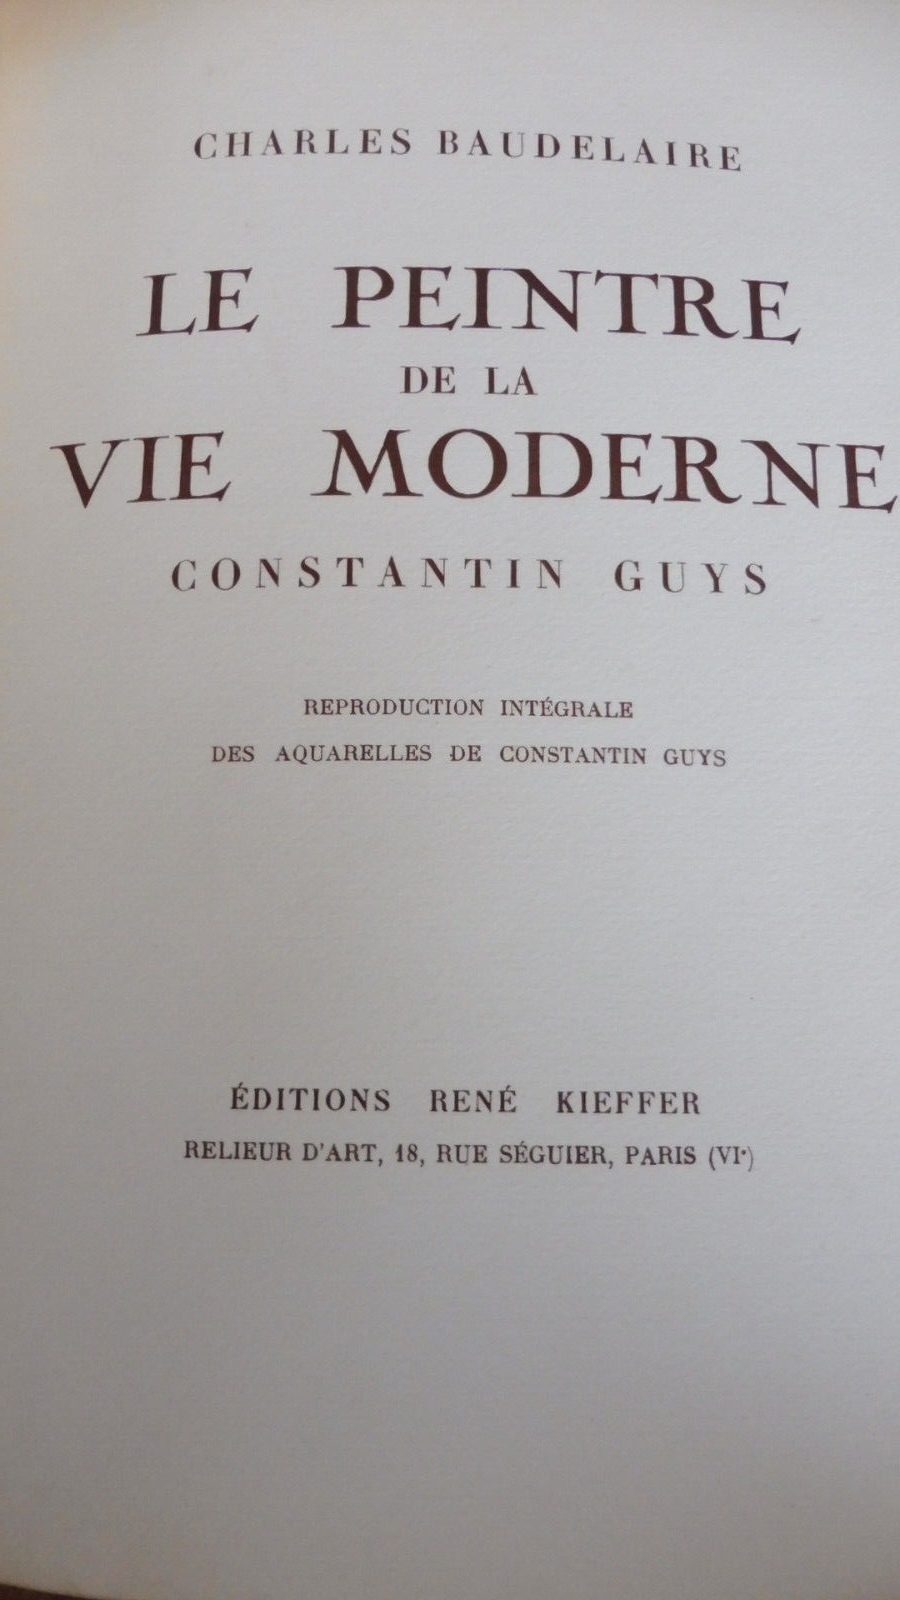 CHARLES BAUDELAIRE
LE PEINTRE
DE LA
VIE MODERNE
CONSTANTIN GUYS
REPRODUCTION INTÉGRALE
DES AQUARELLES DE CONSTANTIN GUYS
ÉDITIONS RENÉ KIEFFER
RELIEUR D'ART, 18, RUE SÉGUIER, PARIS (VIᵉ)